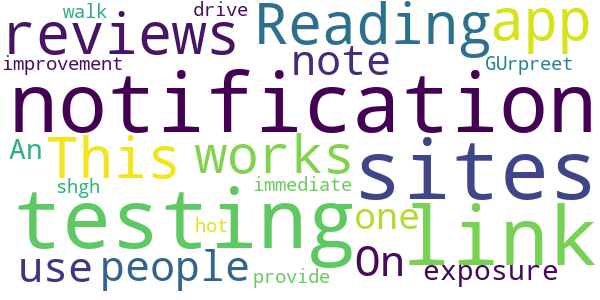 walk drive
reviews Reading app
improvement note GUrpreet
notification
An This works sites
shgh immediate
testing hot one link
use people On exposure
provide